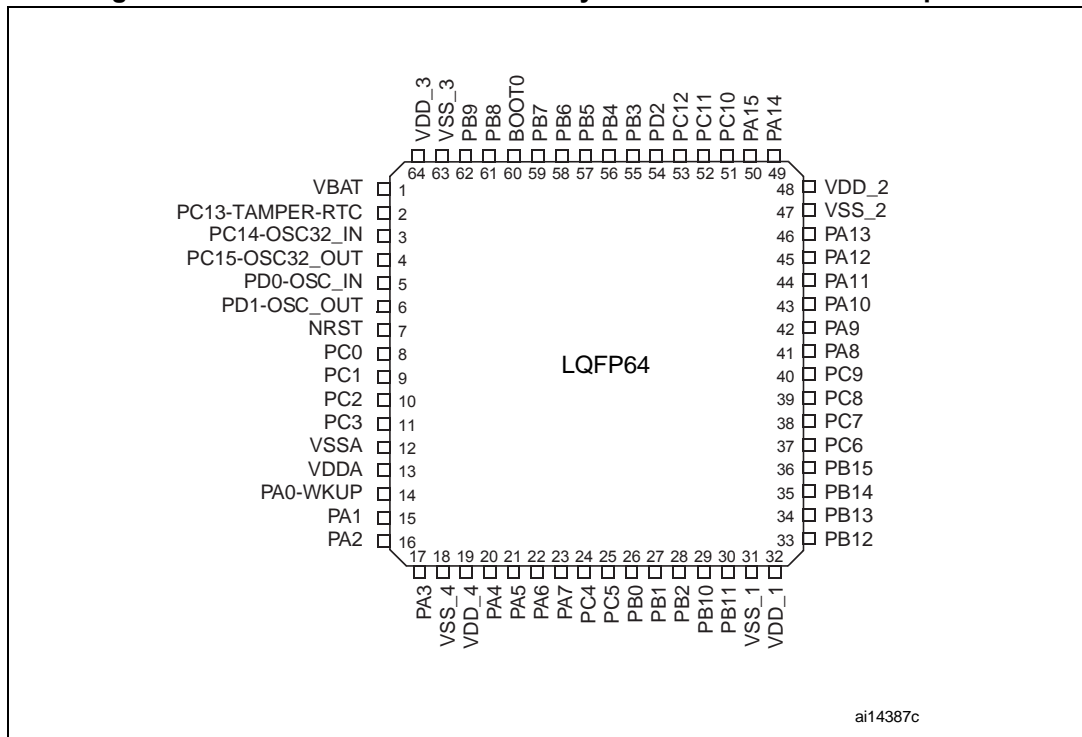 VDD_3
VSS_3
PB9
PB8
BOOT0
PB7
PB6
PB5
PB4
PB3
PD2
PC12
PC11
PC10
PA15
PA14
64 63 62 61 60 59 58 57 56 55 54 53 52 51 50 49
VBAT 1
PC13-TAMPER-RTC 2
PC14-OSC32_IN 3
PC15-OSC32_OUT 4
PD0-OSC_IN 5
PD1-OSC_OUT 6
NRST 7
PC0 8
PC1 9
PC2 10
PC3 11
VSSA 12
VDDA 13
PA0-WKUP 14
PA1 15
PA2 16
LQFP64
48 VDD_2
47 VSS_2
46 PA13
45 PA12
44 PA11
43 PA10
42 PA9
41 PA8
40 PC9
39 PC8
38 PC7
37 PC6
36 PB15
35 PB14
34 PB13
33 PB12
17 18 19 20 21 22 23 24 25 26 27 28 29 30 31 32
PA3
VSS_4
VDD_4
PA4
PA5
PA6
PA7
PC4
PC5
PB0
PB1
PB2
PB10
PB11
VSS_1
VDD_1
ai14387c